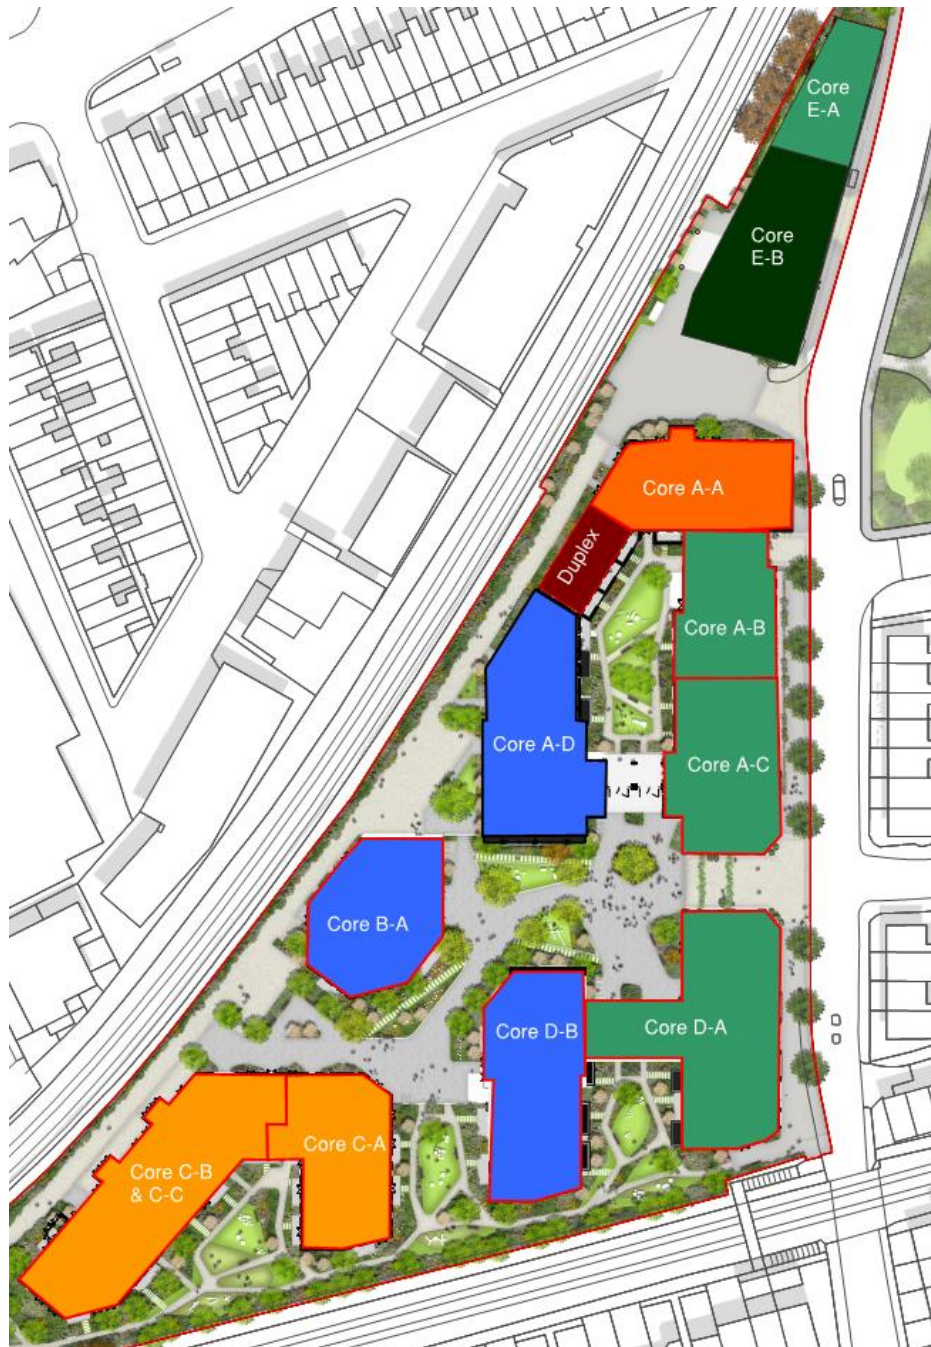 Core
E-A
Core
E-B
Core A-A
Duplex
Core A-B
Core A-D
Core A-C
Core B-A
Core D-B
Core D-A
Core C-A
Core C-B
& C-C